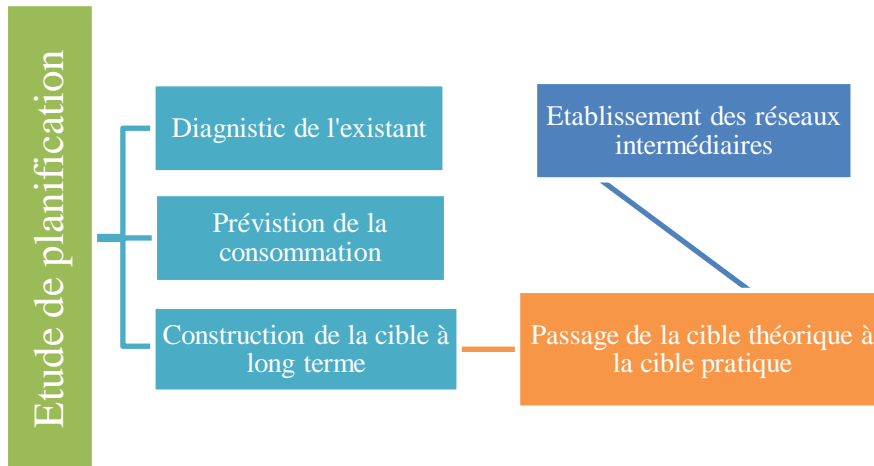 Etude de planification
Diagnistic de l'existant
Prévistion de la
consommation
Construction de la cible à
long terme
Passage de la cible théorique à
la cible pratique
Etablissement des réseaux
intermédiaires